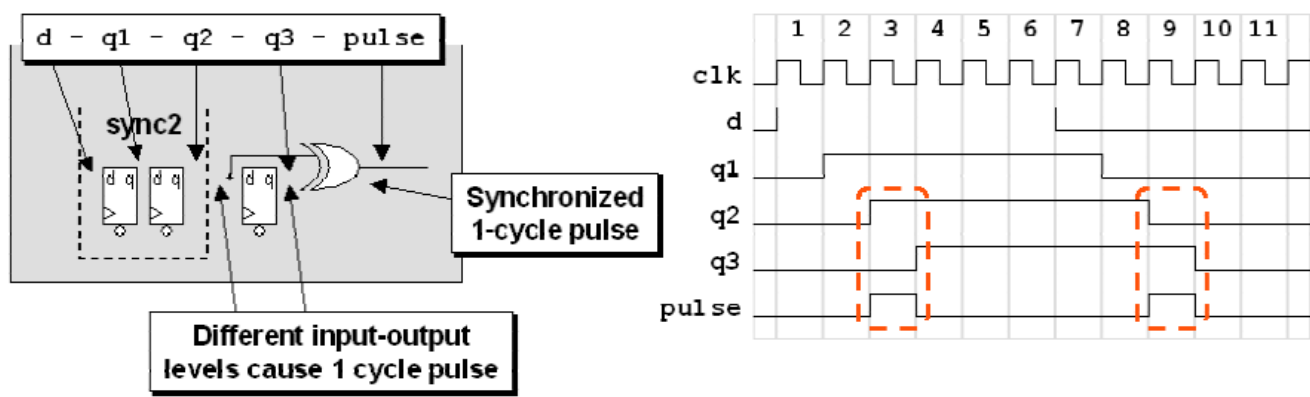 d - q1 - q2 - q3 - pulse
sync2
d q
d q
d q
Synchronized
1-cycle pulse
Different input-output
levels cause 1 cycle pulse
1 2 3 4 5 6 7 8 9 10 11
clk
d
q1
q2
q3
pulse